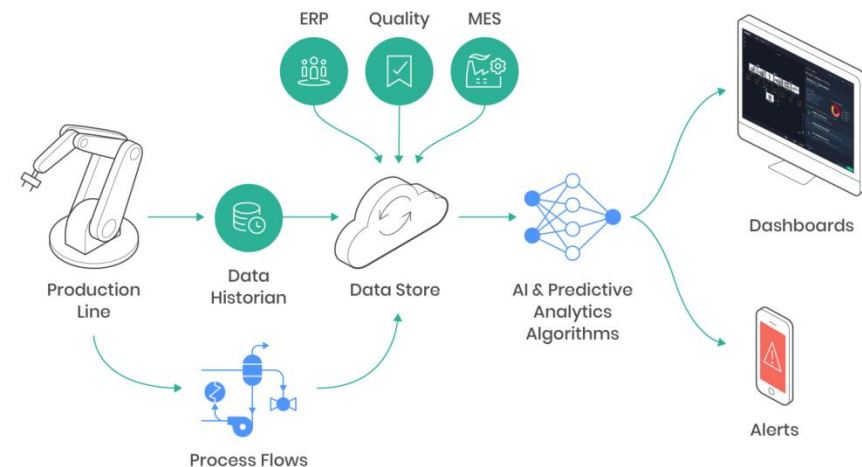 ERP
Quality
MES
Production
Line
Data
Historian
Data Store
AI & Predictive
Analytics
Algorithms
Dashboards
Process Flows
Alerts